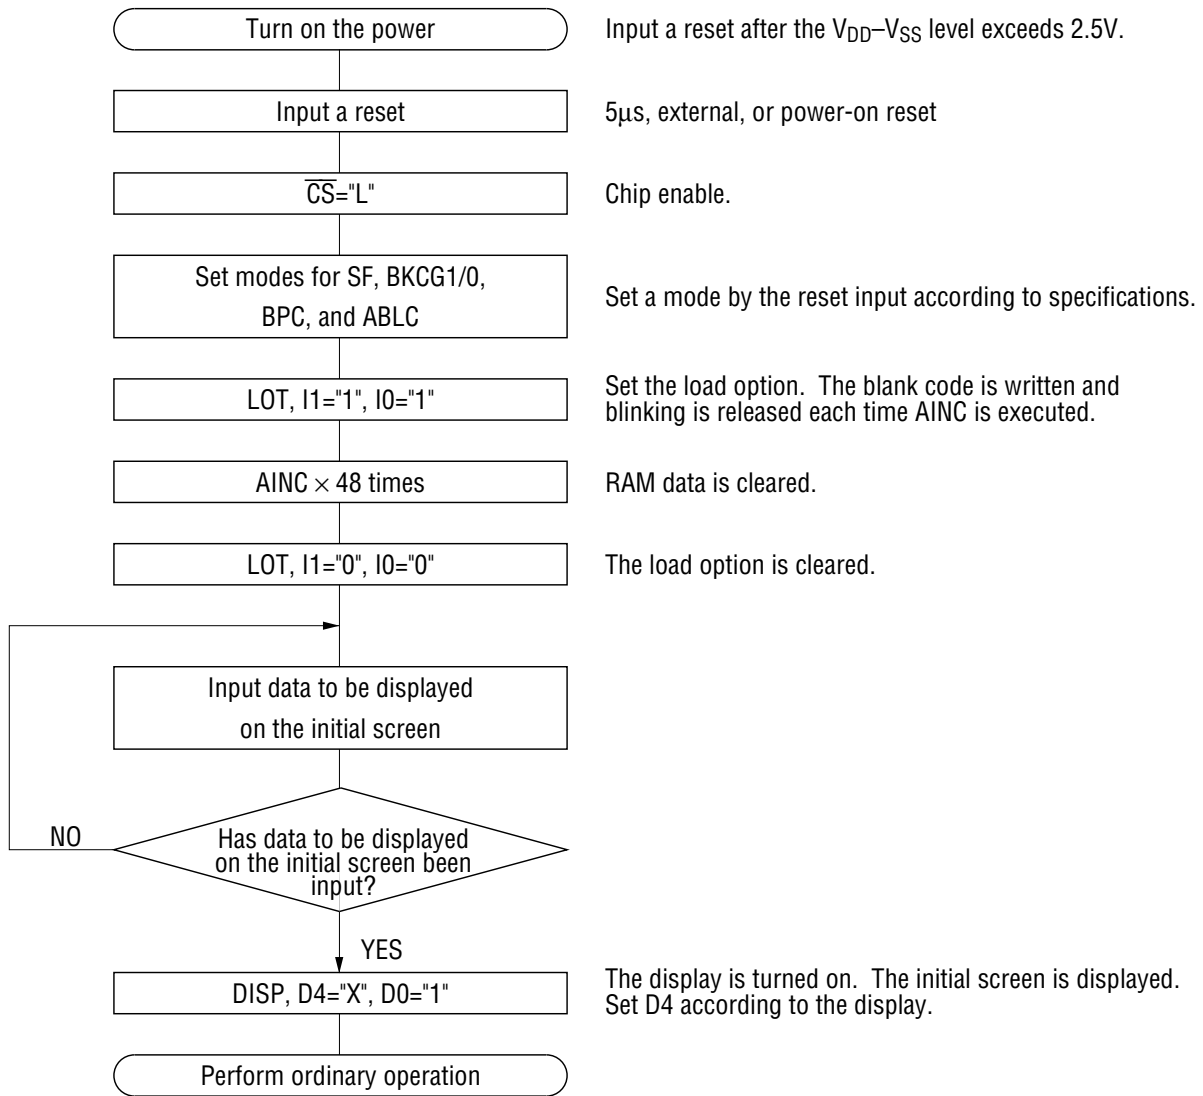 Turn on the power
Input a reset after the VDD–VSS level exceeds 2.5V.
Input a reset
5µs, external, or power-on reset
C̅S̅="L"
Chip enable.
Set modes for SF, BKCG1/0,
BPC, and ABLC
Set a mode by the reset input according to specifications.
LOT, I1="1", I0="1"
Set the load option. The blank code is written and
blinking is released each time AINC is executed.
AINC × 48 times
RAM data is cleared.
LOT, I1="0", I0="0"
The load option is cleared.
Input data to be displayed
on the initial screen
NO
Has data to be displayed
on the initial screen been
input?
YES
DISP, D4="X", D0="1"
The display is turned on. The initial screen is displayed.
Set D4 according to the display.
Perform ordinary operation